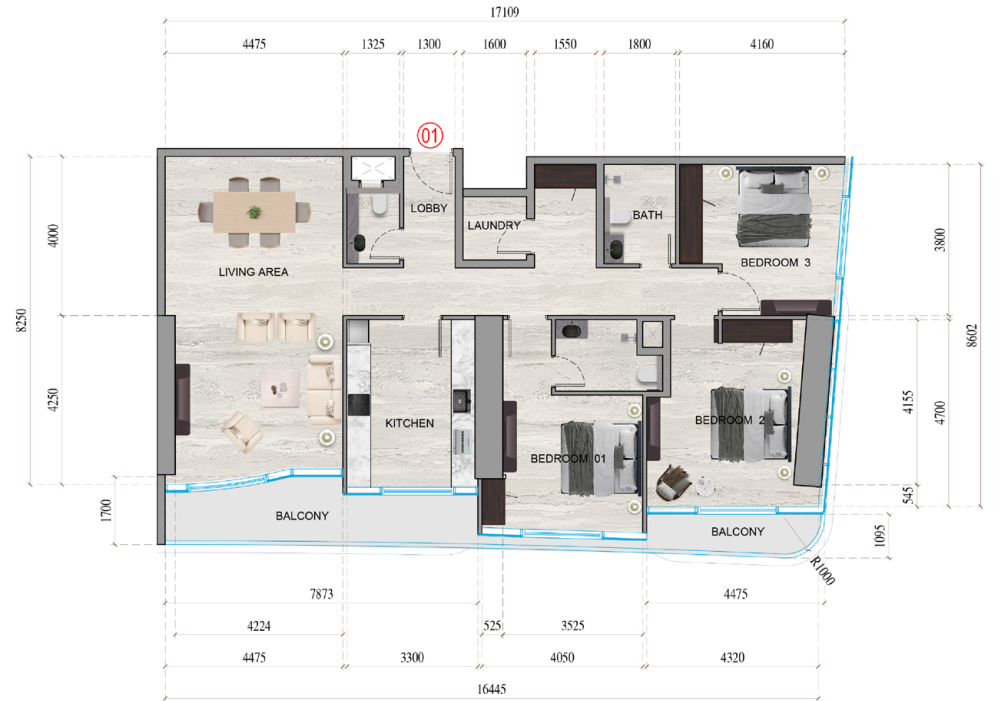 17109
4475 1325 1300 1600 1550 1800 4160
01
LOBBY
LAUNDRY
BATH
LIVING AREA
BEDROOM 3
4000
8250
4250
1700
3800
8602
4155
4700
545
1095
KITCHEN
BEDROOM 2
BEDROOM 01
BALCONY
BALCONY
R1000
7873 4475
4224 525 3525
4475 3300 4050 4320
16445